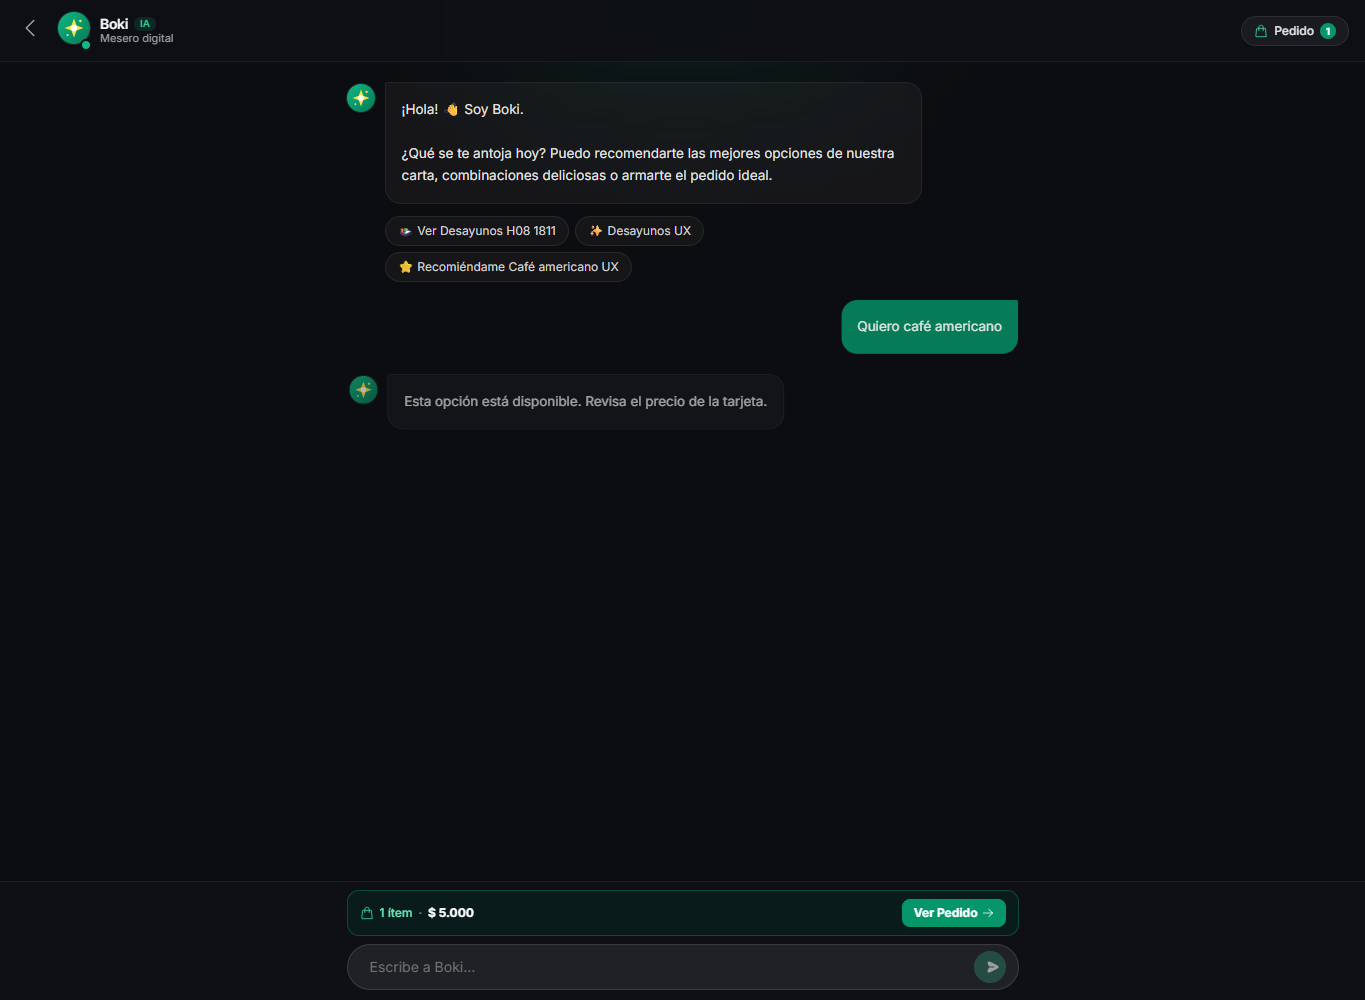 Boki IA
Mesero digital
Pedido 1
¡Hola! 👋 Soy Boki.
¿Qué se te antoja hoy? Puedo recomendarte las mejores opciones de nuestra
carta, combinaciones deliciosas o armarte el pedido ideal.
Ver Desayunos H08 1811
✨ Desayunos UX
⭐ Recomiéndame Café americano UX
Quiero café americano
Esta opción está disponible. Revisa el precio de la tarjeta.
1 ítem · $ 5.000
Ver Pedido →
Escribe a Boki...